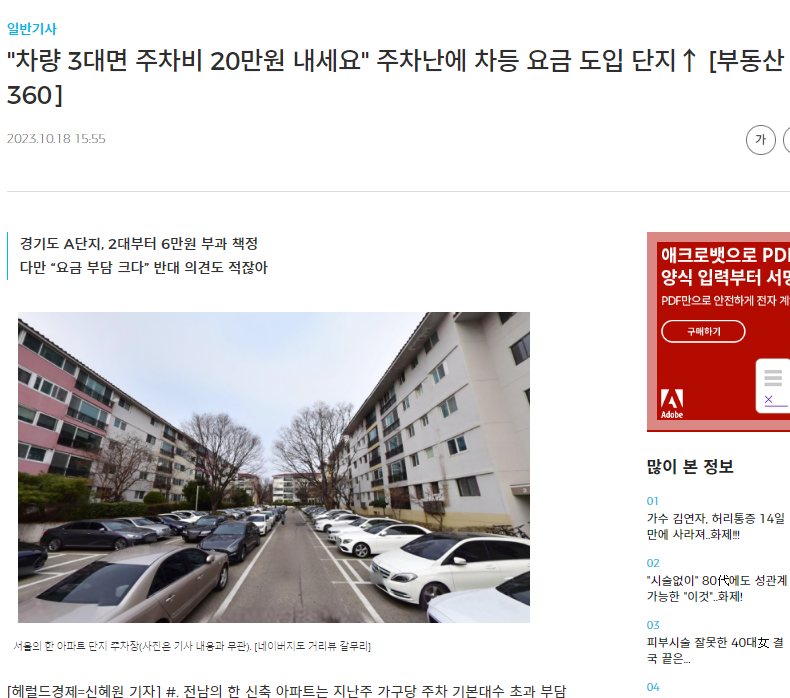 일반기사
"차량 3대면 주차비 20만원 내세요" 주차난에 차등 요금 도입 단지↑ [부동산
360]
2023.10.18 15:55
가
경기도 A단지, 2대부터 6만원 부과 책정
다만 “요금 부담 크다” 반대 의견도 적잖아
서울의 한 아파트 단지 주차장(사진은 기사 내용과 무관). [네이버지도 거리뷰 갈무리]
[헤럴드경제=신혜원 기자] #. 전남의 한 신축 아파트는 지난주 가구당 주차 기본대수 초과 부담
애크로뱃으로 PD
양식 입력부터 서명
PDF만으로 안전하게 전자 계
구매하기
Adobe
많이 본 정보
01
가수 김연자, 허리통증 14일
만에 사라져..화제!!!
02
"시술없이" 80代에도 성관계
가능한 "이것"..화제!
03
피부시술 잘못한 40대女 결
국 끝은...
04